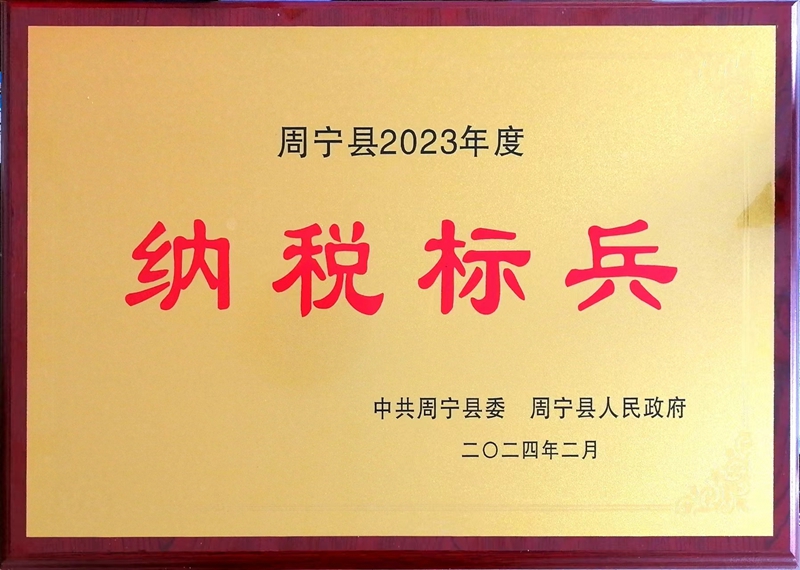 周宁县2023年度
纳税标兵
中共周宁县委　周宁县人民政府
二〇二四年二月